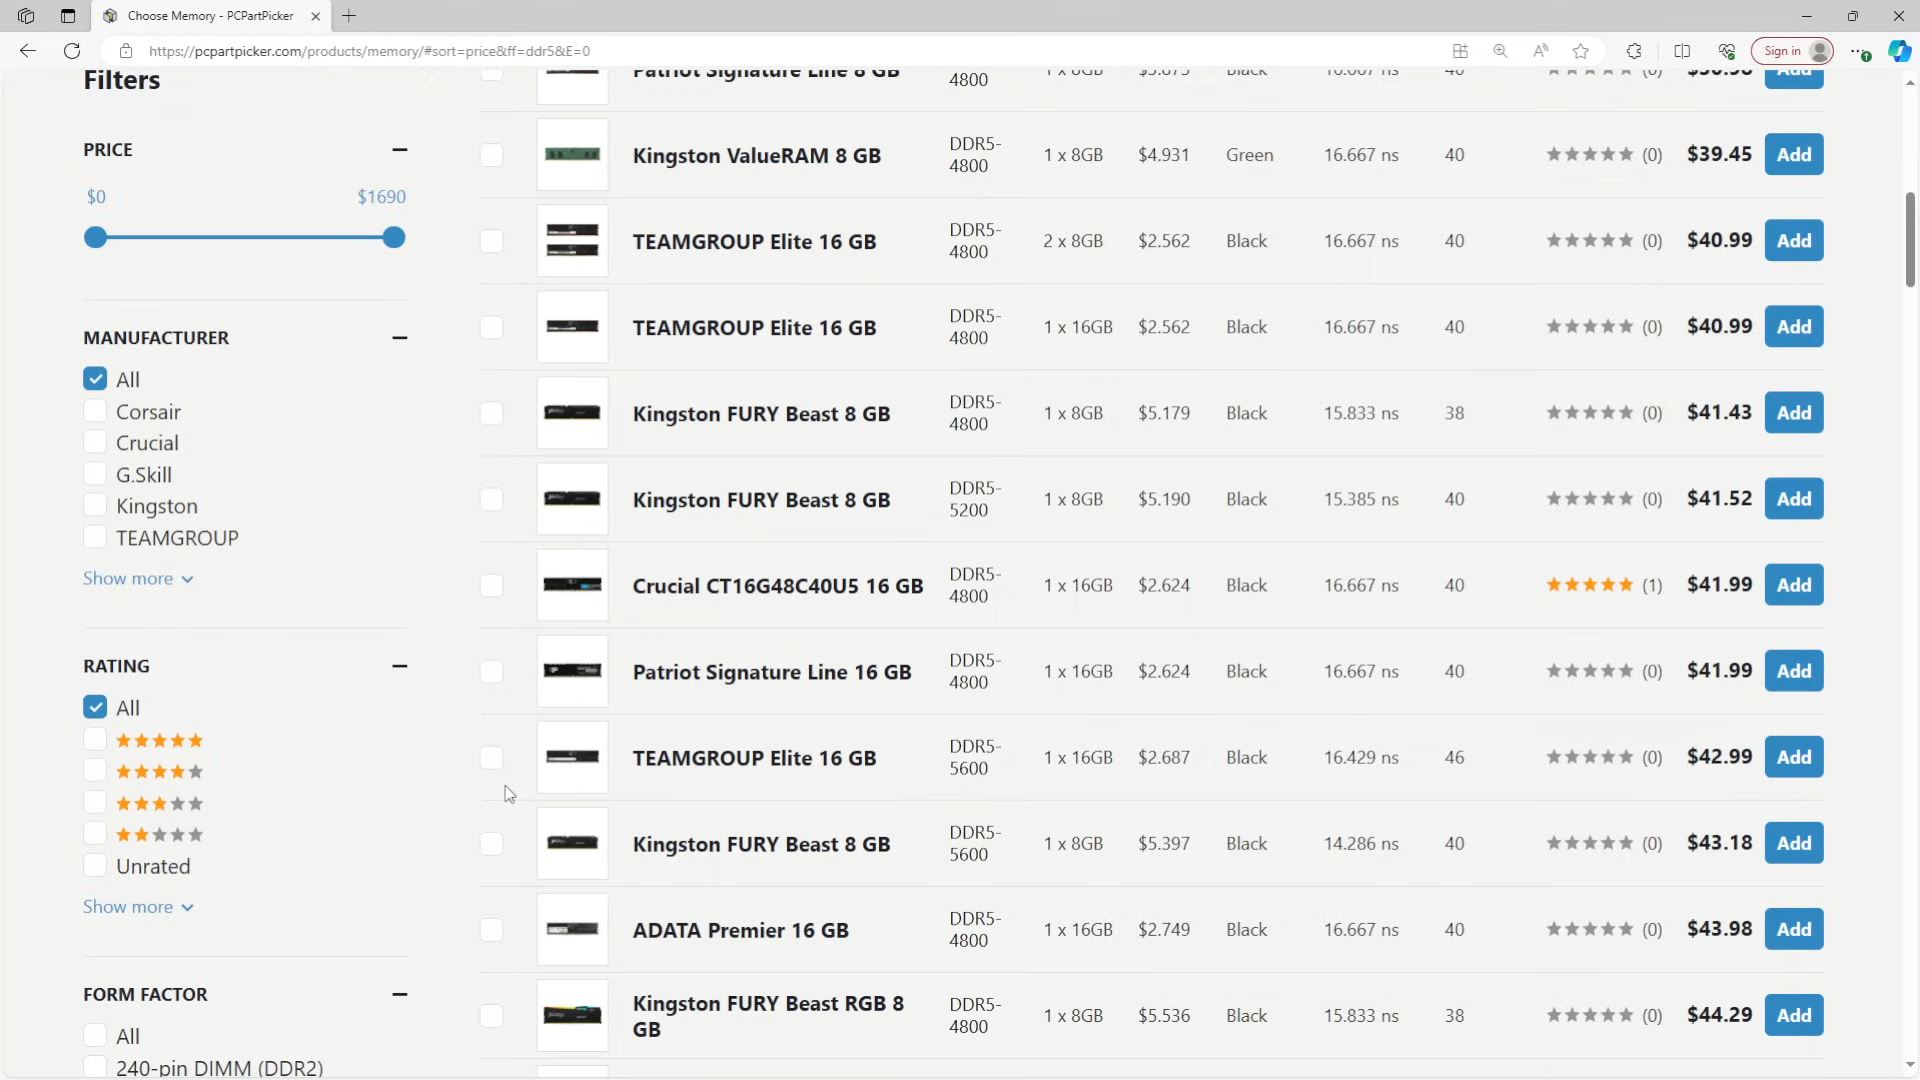 Choose Memory - PCPartPicker
https://pcpartpicker.com/products/memory/#sort=price&ff=ddr5&E=0
Sign in
Filters
PRICE
$0 $1690
MANUFACTURER
All
Corsair
Crucial
G.Skill
Kingston
TEAMGROUP
Show more
RATING
All
Unrated
Show more
FORM FACTOR
All
240-pin DIMM (DDR2)
Patriot Signature Line 8 GB 4800 1 x 8GB Black 16.667 ns 40 Add
Kingston ValueRAM 8 GB DDR5-4800 1 x 8GB $4.931 Green 16.667 ns 40 (0) $39.45 Add
TEAMGROUP Elite 16 GB DDR5-4800 2 x 8GB $2.562 Black 16.667 ns 40 (0) $40.99 Add
TEAMGROUP Elite 16 GB DDR5-4800 1 x 16GB $2.562 Black 16.667 ns 40 (0) $40.99 Add
Kingston FURY Beast 8 GB DDR5-4800 1 x 8GB $5.179 Black 15.833 ns 38 (0) $41.43 Add
Kingston FURY Beast 8 GB DDR5-5200 1 x 8GB $5.190 Black 15.385 ns 40 (0) $41.52 Add
Crucial CT16G48C40U5 16 GB DDR5-4800 1 x 16GB $2.624 Black 16.667 ns 40 (1) $41.99 Add
Patriot Signature Line 16 GB DDR5-4800 1 x 16GB $2.624 Black 16.667 ns 40 (0) $41.99 Add
TEAMGROUP Elite 16 GB DDR5-5600 1 x 16GB $2.687 Black 16.429 ns 46 (0) $42.99 Add
Kingston FURY Beast 8 GB DDR5-5600 1 x 8GB $5.397 Black 14.286 ns 40 (0) $43.18 Add
ADATA Premier 16 GB DDR5-4800 1 x 16GB $2.749 Black 16.667 ns 40 (0) $43.98 Add
Kingston FURY Beast RGB 8 GB DDR5-4800 1 x 8GB $5.536 Black 15.833 ns 38 (0) $44.29 Add